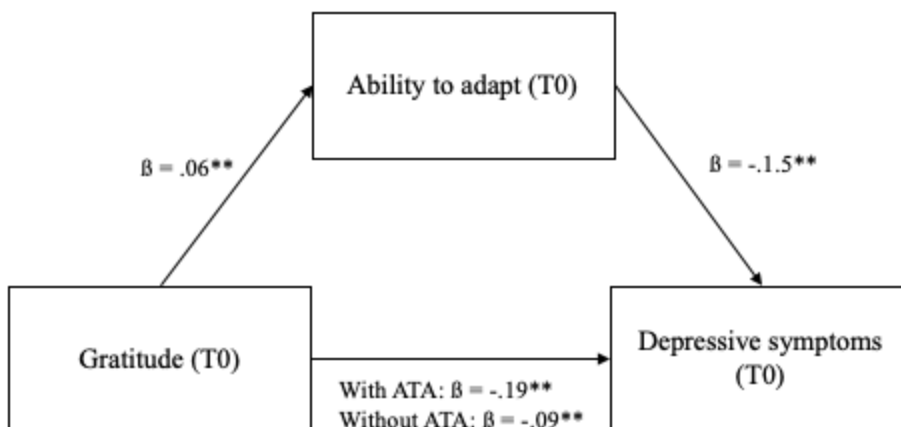 Ability to adapt (T0)
ß = .06**
ß = -.1.5**
Gratitude (T0)
Depressive symptoms
(T0)
With ATA: ß = -.19**
Without ATA: ß = -.09**